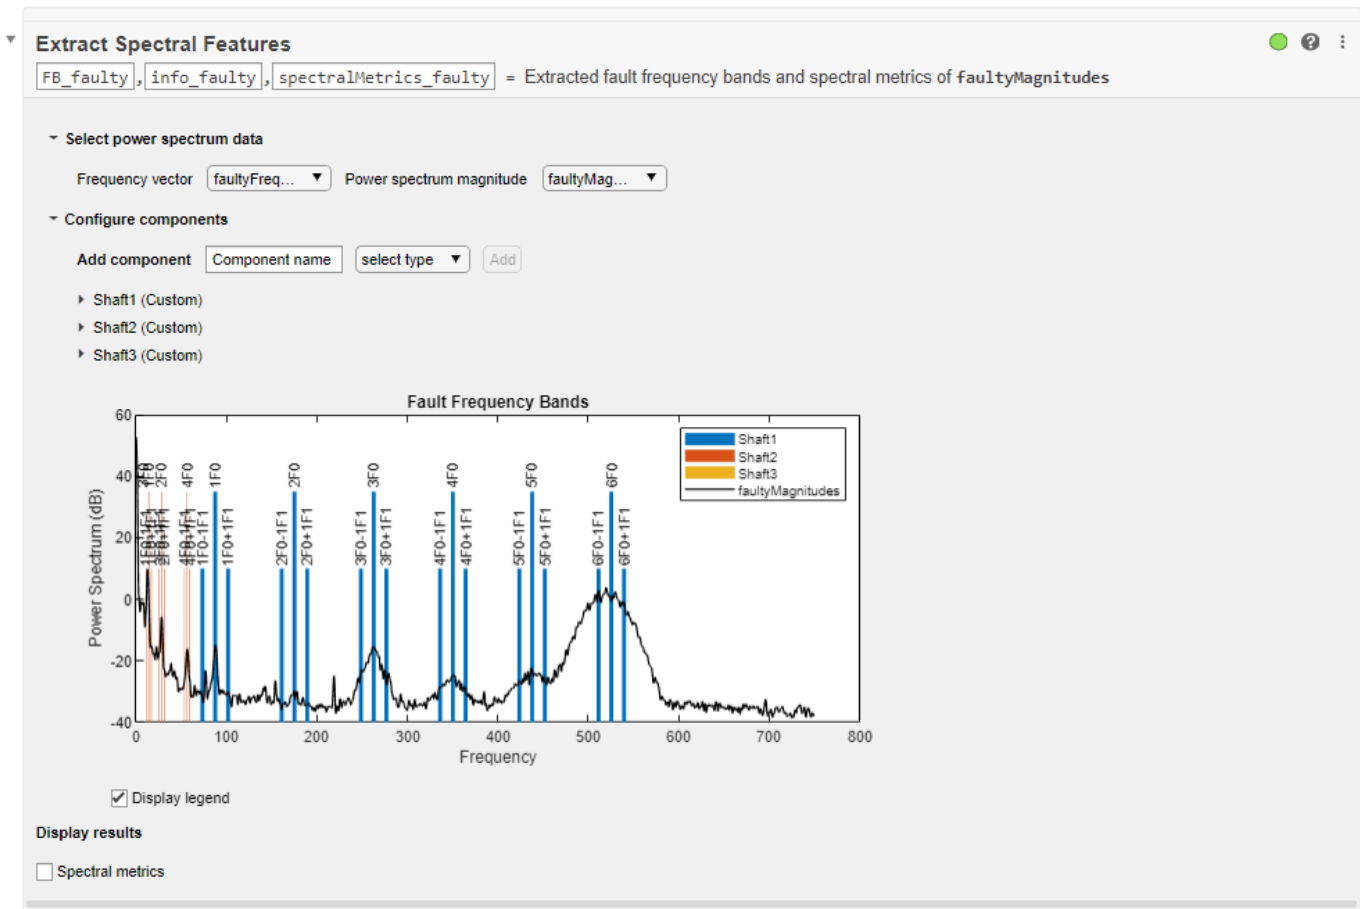 Extract Spectral Features
FB_faulty , info_faulty , spectralMetrics_faulty = Extracted fault frequency bands and spectral metrics of faultyMagnitudes
Select power spectrum data
Frequency vector faultyFreq... Power spectrum magnitude faultyMag...
Configure components
Add component Component name select type Add
Shaft1 (Custom)
Shaft2 (Custom)
Shaft3 (Custom)
Fault Frequency Bands
Power Spectrum (dB)
60
40
20
0
-20
-40
2F0
4F0
1F0
2F0
3F0
4F0
5F0
6F0
1F0-1F1
1F0+1F1
2F0-1F1
2F0+1F1
3F0-1F1
3F0+1F1
4F0-1F1
4F0+1F1
5F0-1F1
5F0+1F1
6F0-1F1
6F0+1F1
Shaft1
Shaft2
Shaft3
faultyMagnitudes
0 100 200 300 400 500 600 700 800
Frequency
Display legend
Display results
Spectral metrics